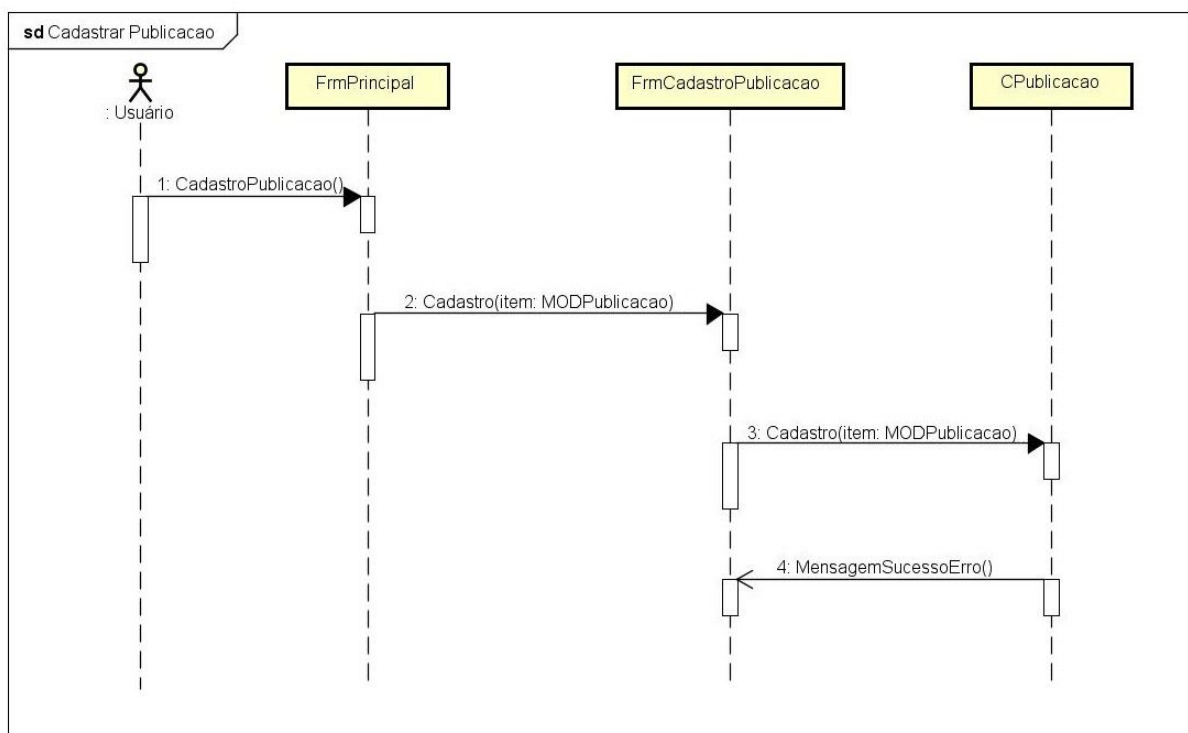 sd Cadastrar Publicacao
: Usuário
FrmPrincipal
FrmCadastroPublicacao
CPublicacao
1: CadastroPublicacao()
2: Cadastro(item: MODPublicacao)
3: Cadastro(item: MODPublicacao)
4: MensagemSucessoErro()